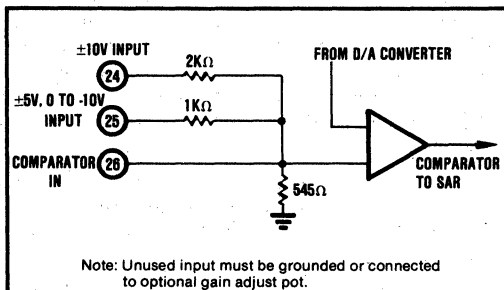 ±10V INPUT
24
2KΩ
FROM D/A CONVERTER
±5V, 0 TO -10V
INPUT
25
1KΩ
COMPARATOR
IN
26
COMPARATOR
TO SAR
545Ω
Note: Unused input must be grounded or connected
to optional gain adjust pot.